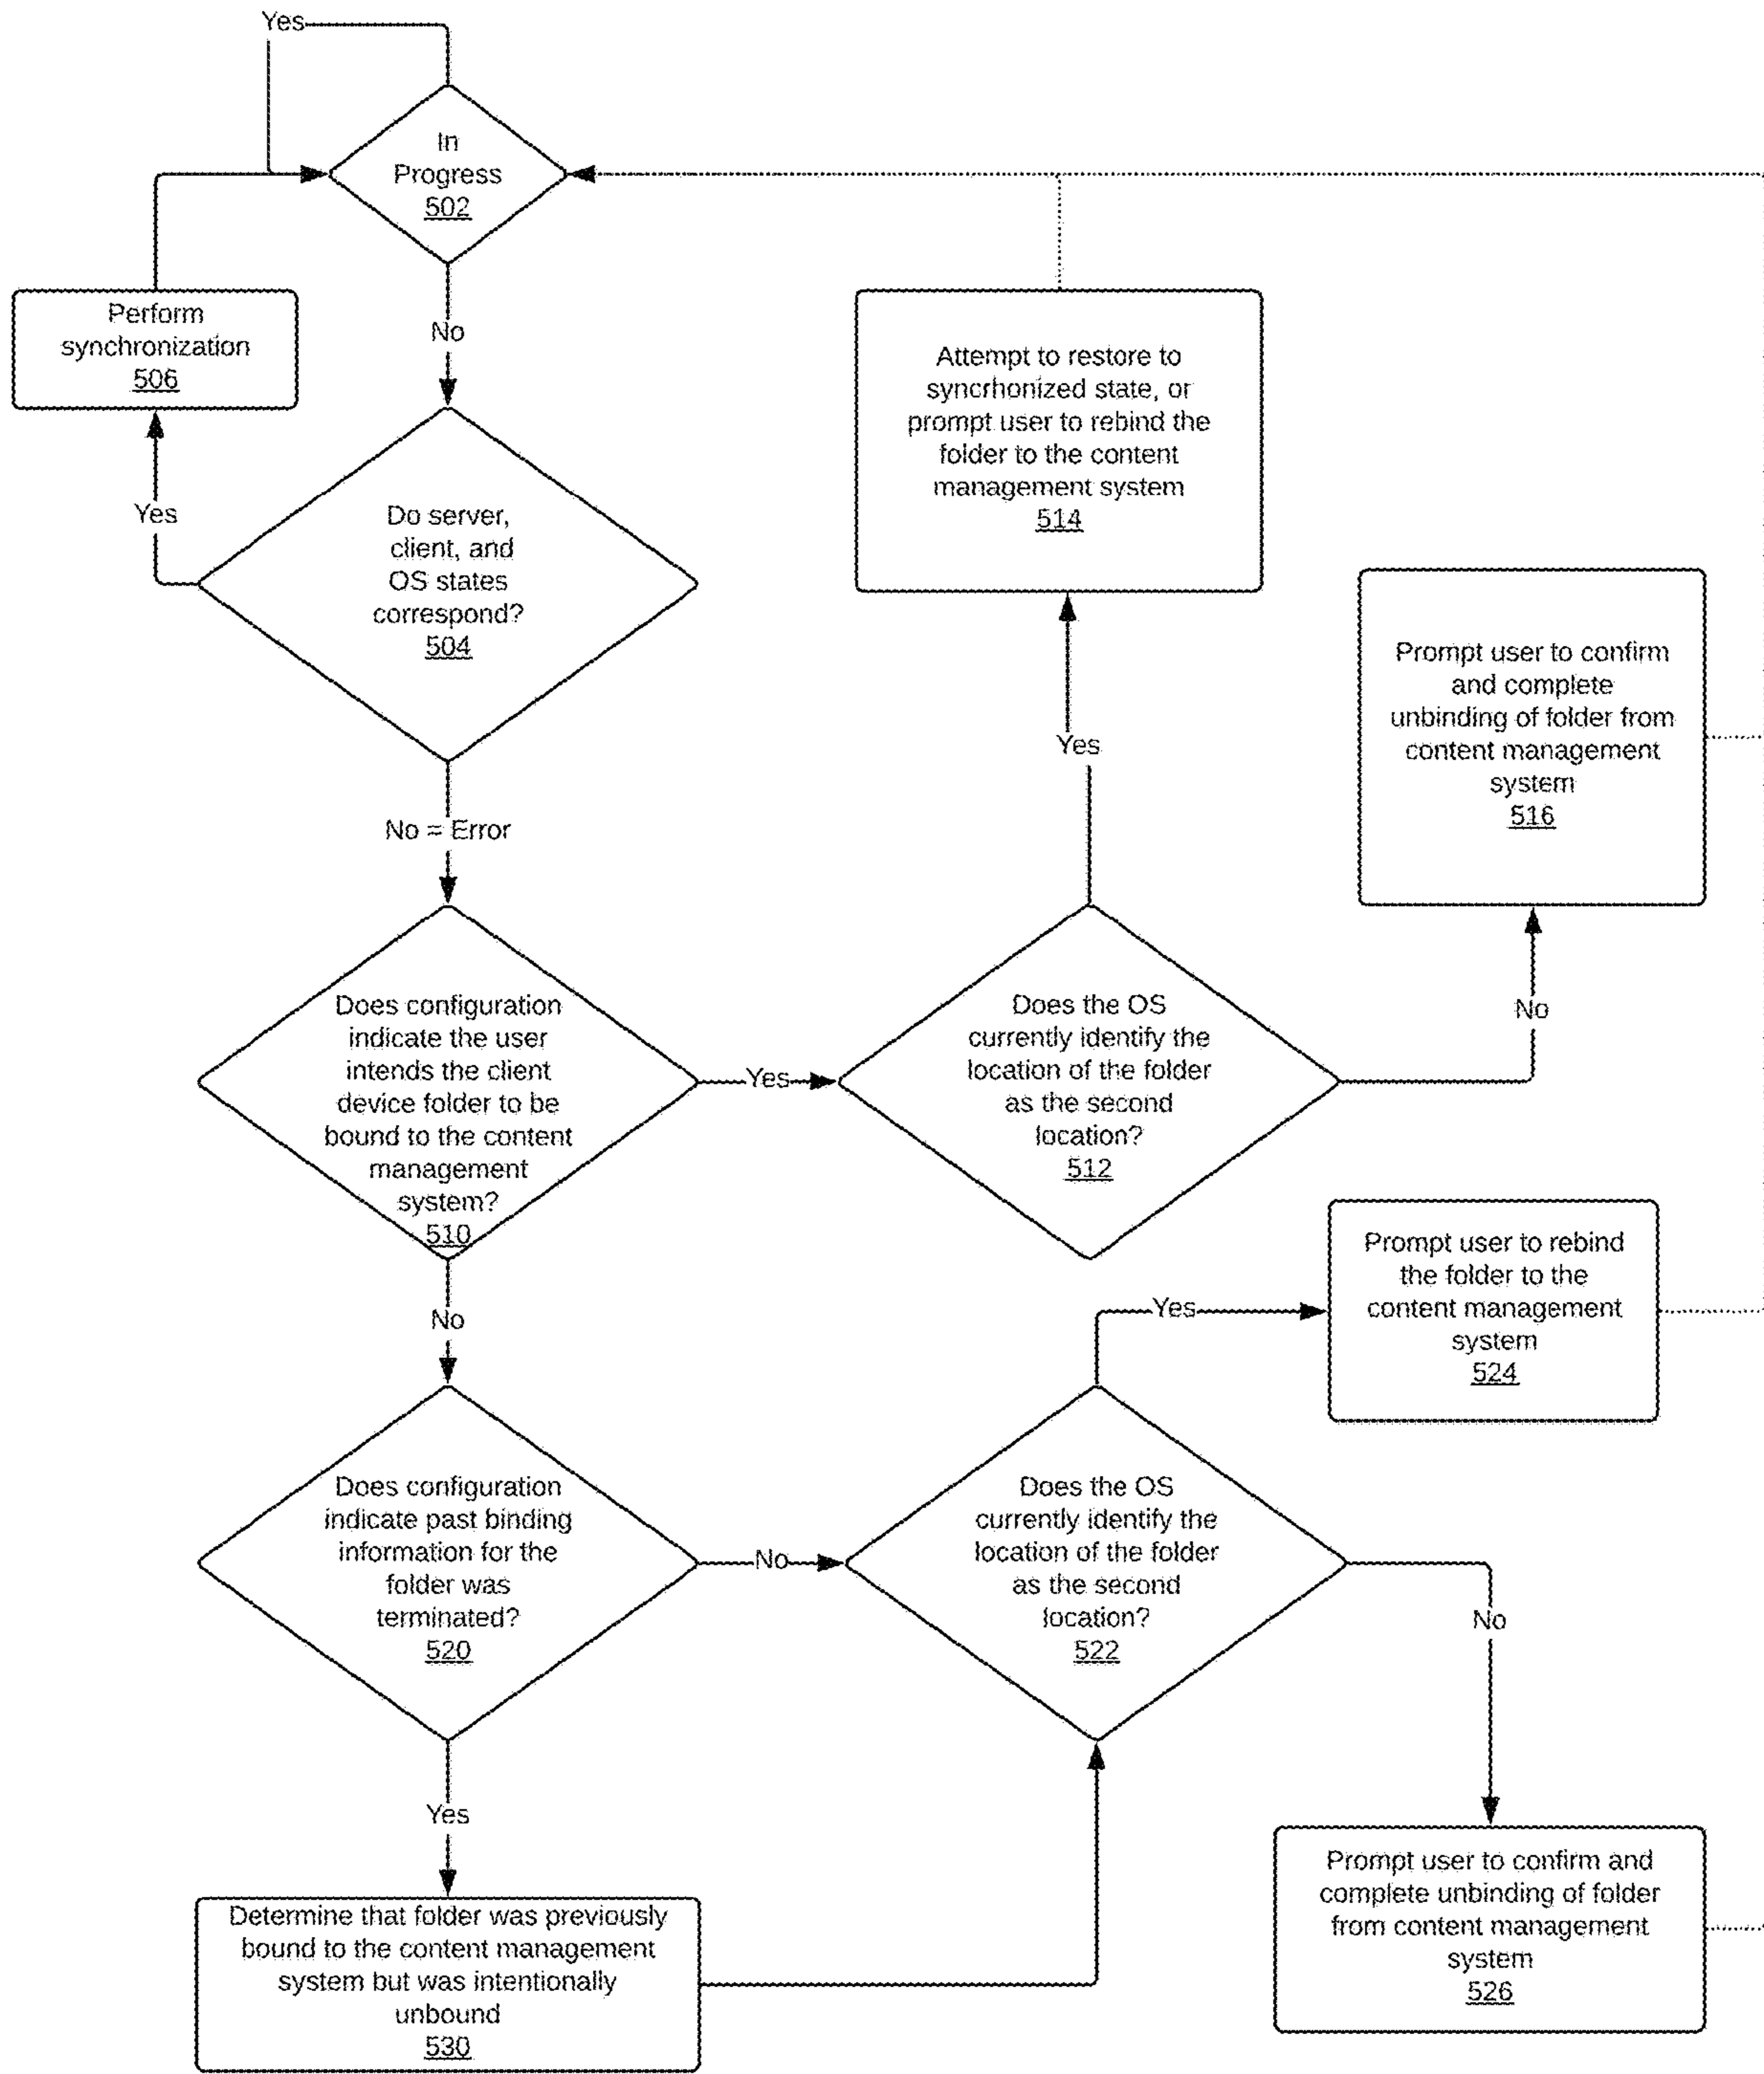 Yes
In
Progress
502
Perform
synchronization
506
No
Yes
Do server,
client, and
OS states
correspond?
504
Attempt to restore to
syncrhonized state, or
prompt user to rebind the
folder to the content
management system
514
Prompt user to confirm
and complete
unbinding of folder from
content management
system
516
Yes
No = Error
Does configuration
indicate the user
intends the client
device folder to be
bound to the content
management
system?
510
Yes
Does the OS
currently identify the
location of the folder
as the second
location?
512
No
No
Yes
Prompt user to rebind
the folder to the
content management
system
524
Does configuration
indicate past binding
information for the
folder was
terminated?
520
No
Does the OS
currently identify the
location of the folder
as the second
location?
522
No
Yes
Determine that folder was previously
bound to the content management
system but was intentionally
unbound
530
Prompt user to confirm and
complete unbinding of folder
from content management
system
526